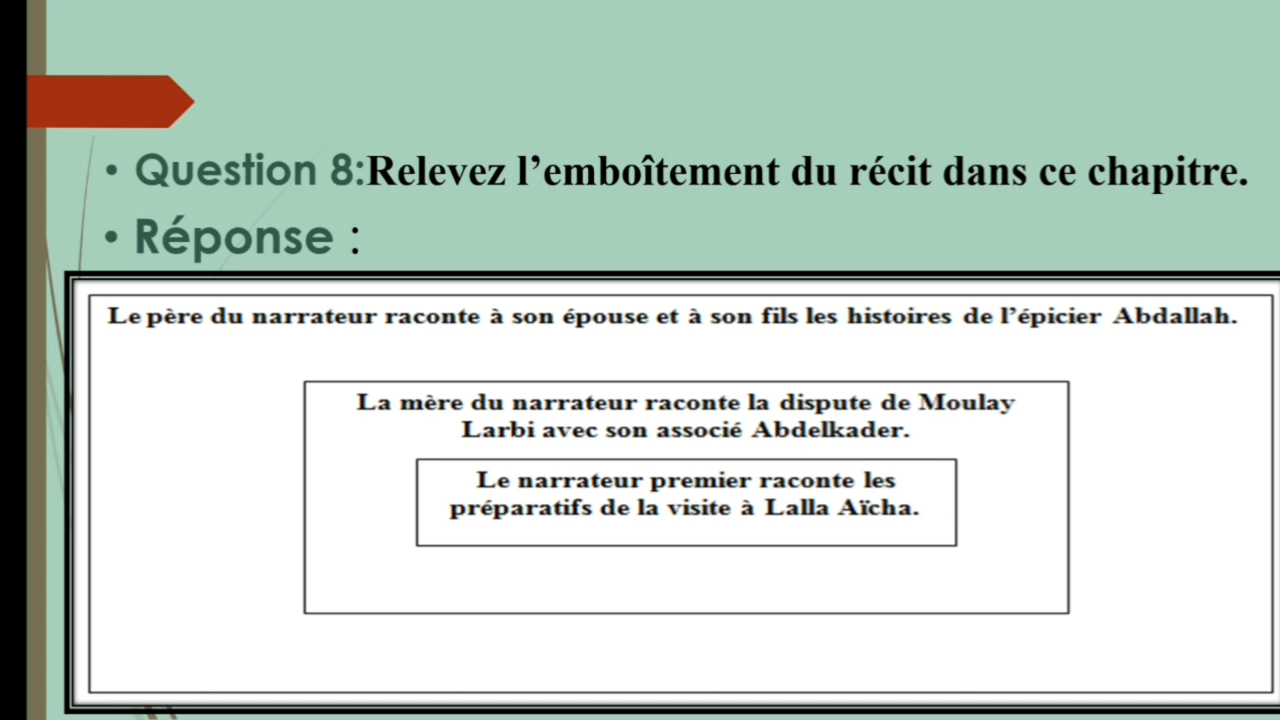 • Question 8:Relevez l’emboîtement du récit dans ce chapitre.
• Réponse :
Le père du narrateur raconte à son épouse et à son fils les histoires de l’épicier Abdallah.
La mère du narrateur raconte la dispute de Moulay
Larbi avec son associé Abdelkader.
Le narrateur premier raconte les
préparatifs de la visite à Lalla Aïcha.